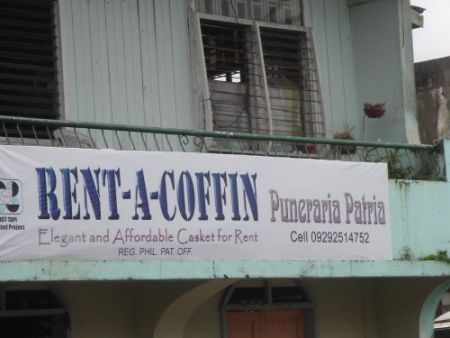 RENT-A-COFFIN
Puneraria Patria
Elegant and Affordable Casket for Rent
Cell 09292514752
REG. PHIL. PAT. OFF.